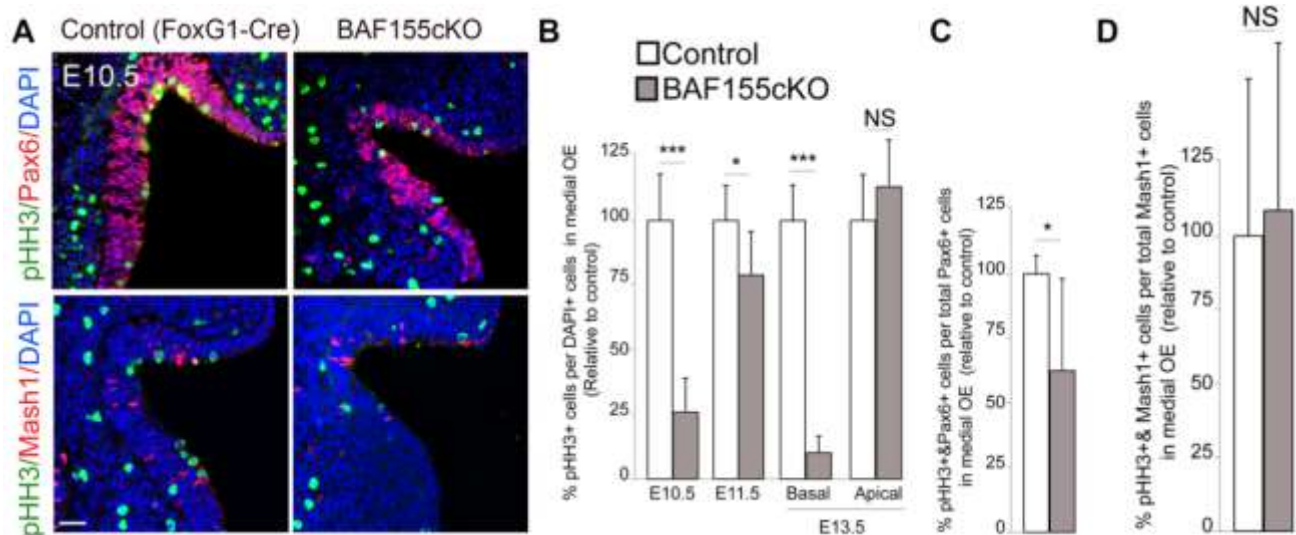 A
Control (FoxG1-Cre)
BAF155cKO
E10.5
pHH3/Pax6/DAPI
pHH3/Mash1/DAPI
B
Control
BAF155cKO
% pHH3+ cells per DAPI+ cells in medial OE
(Relative to control)
125
100
75
50
25
0
***
*
***
NS
E10.5
E11.5
Basal
Apical
E13.5
C
% pHH3+&Pax6+ cells per total Pax6+ cells
in medial OE (relative to control)
125
100
75
50
25
0
*
D
% pHH3+& Mash1+ cells per total Mash1+ cells
in medial OE (relative to control)
125
100
75
50
25
0
NS